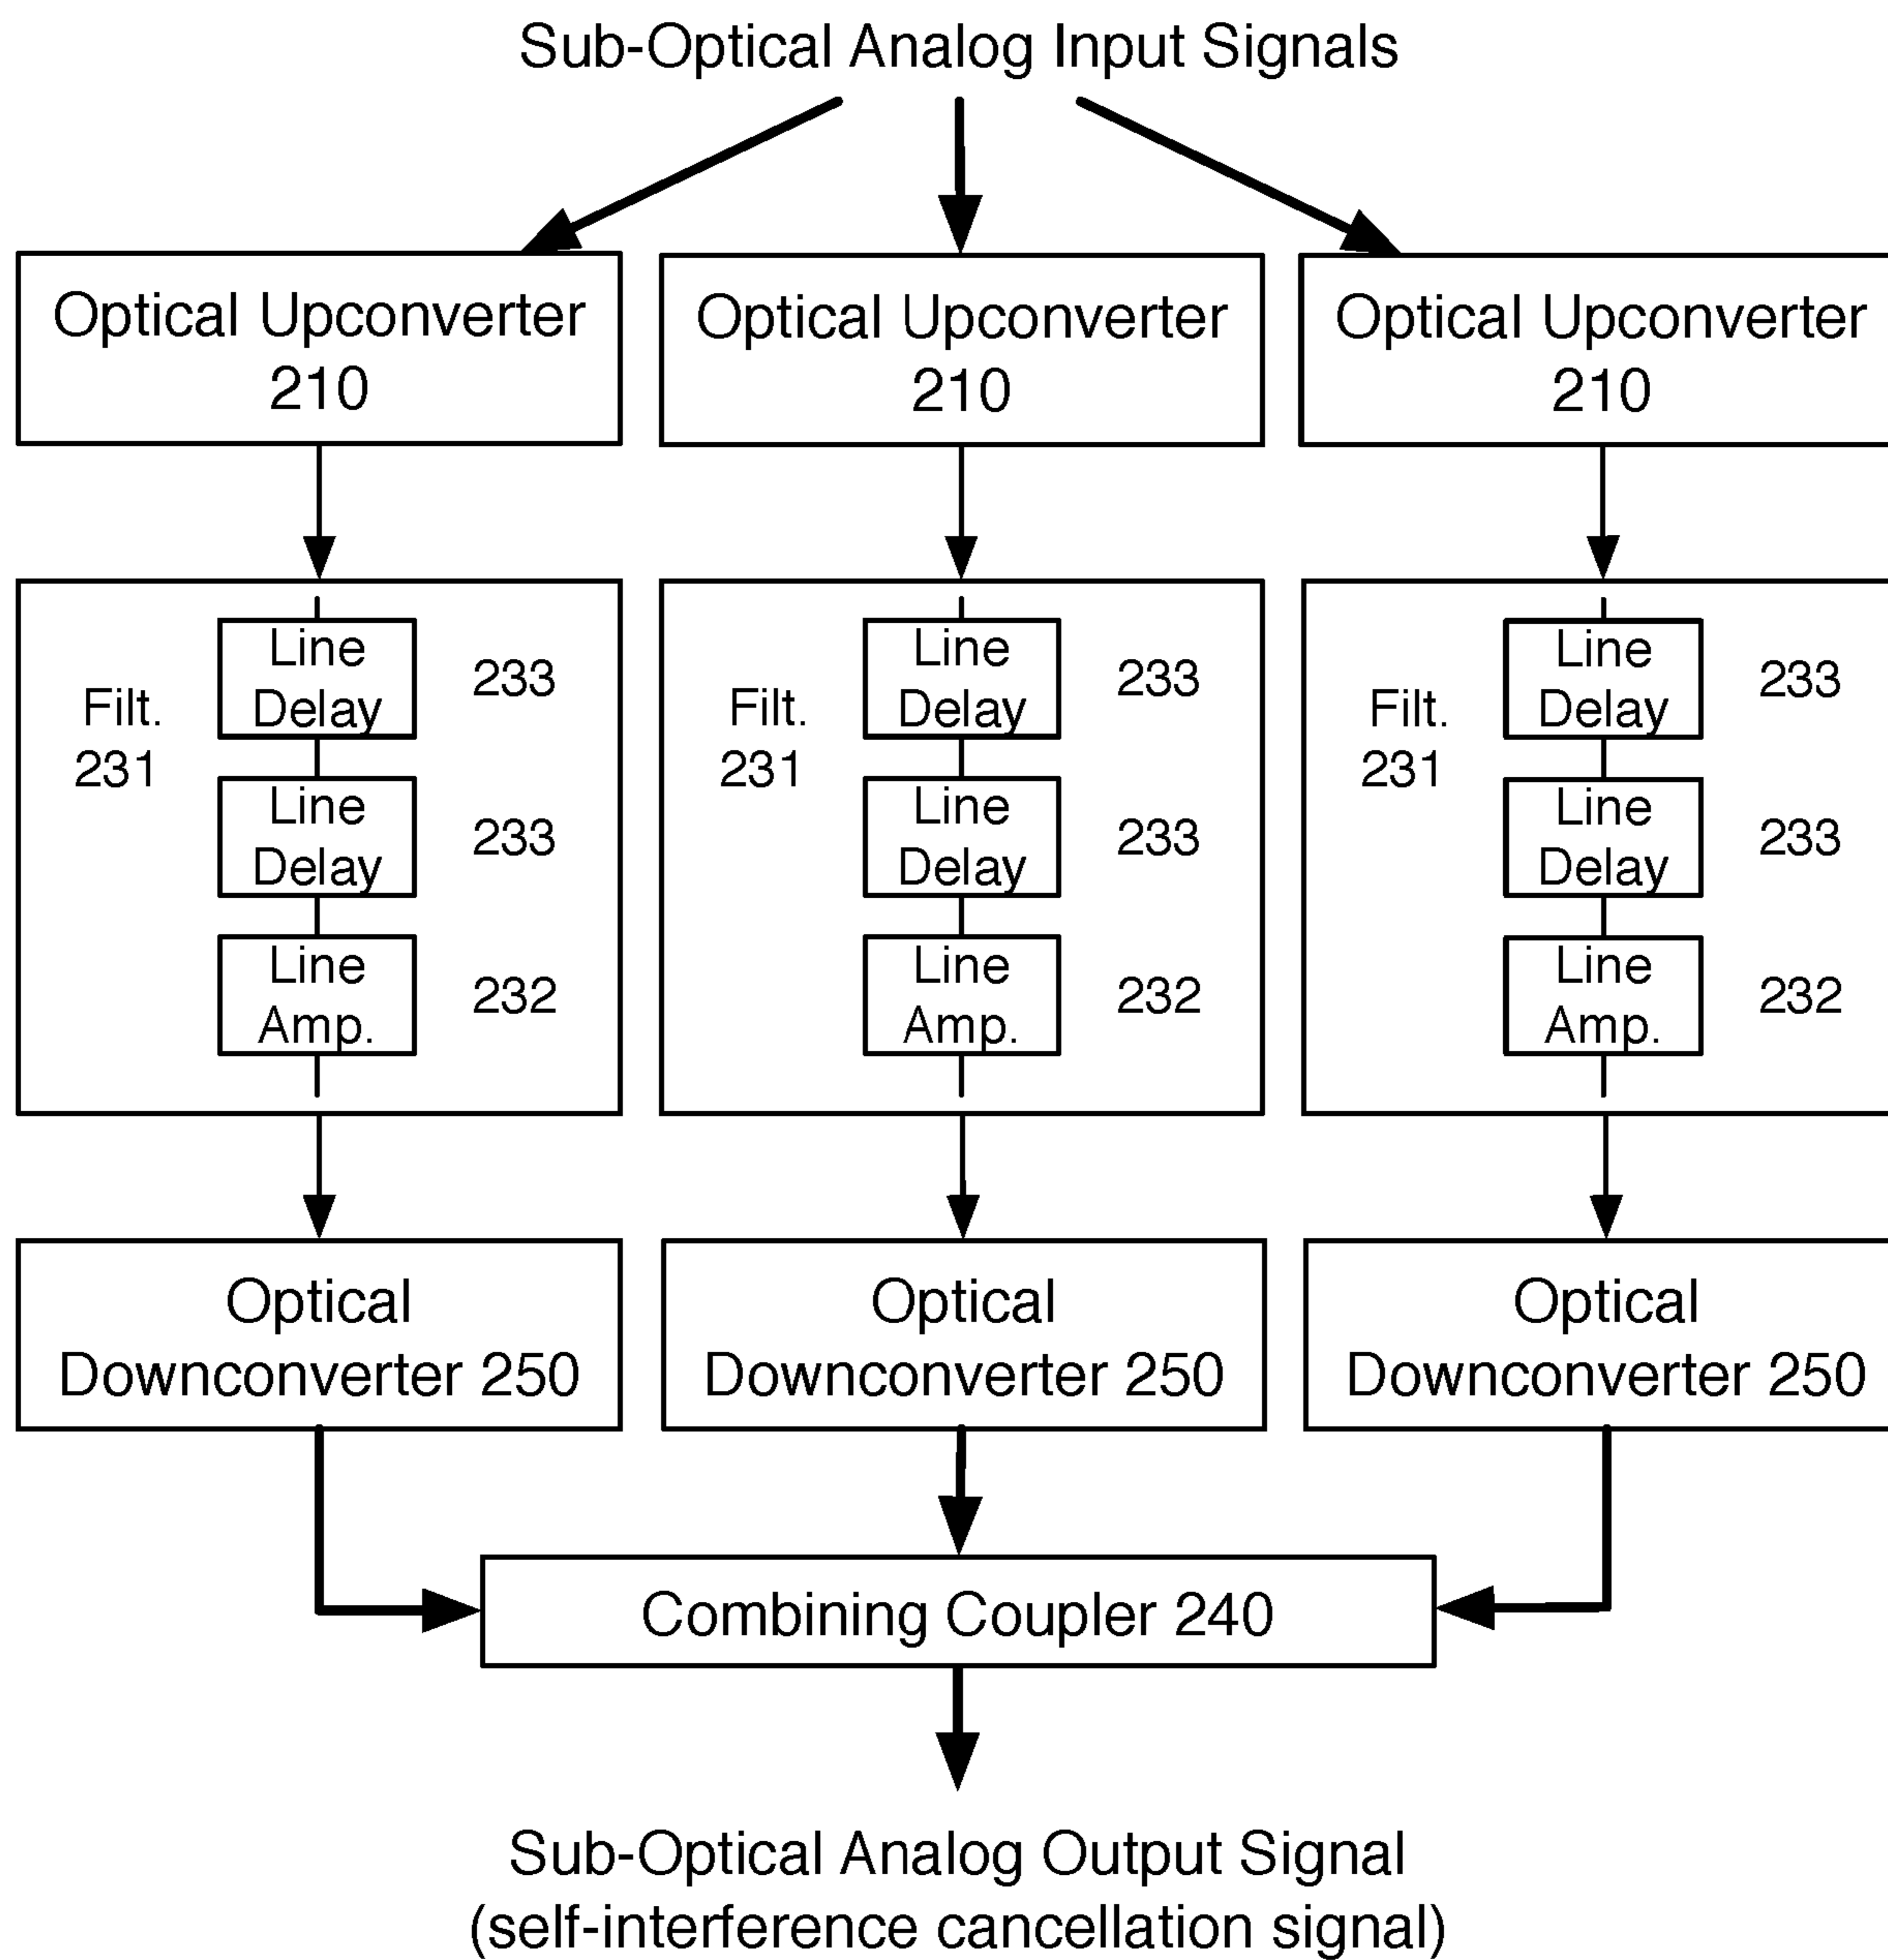 Sub-Optical Analog Input Signals
Optical Upconverter
210
Optical Upconverter
210
Optical Upconverter
210
Filt.
231
Line
Delay
233
Line
Delay
233
Line
Amp.
232
Filt.
231
Line
Delay
233
Line
Delay
233
Line
Amp.
232
Filt.
231
Line
Delay
233
Line
Delay
233
Line
Amp.
232
Optical
Downconverter 250
Optical
Downconverter 250
Optical
Downconverter 250
Combining Coupler 240
Sub-Optical Analog Output Signal
(self-interference cancellation signal)